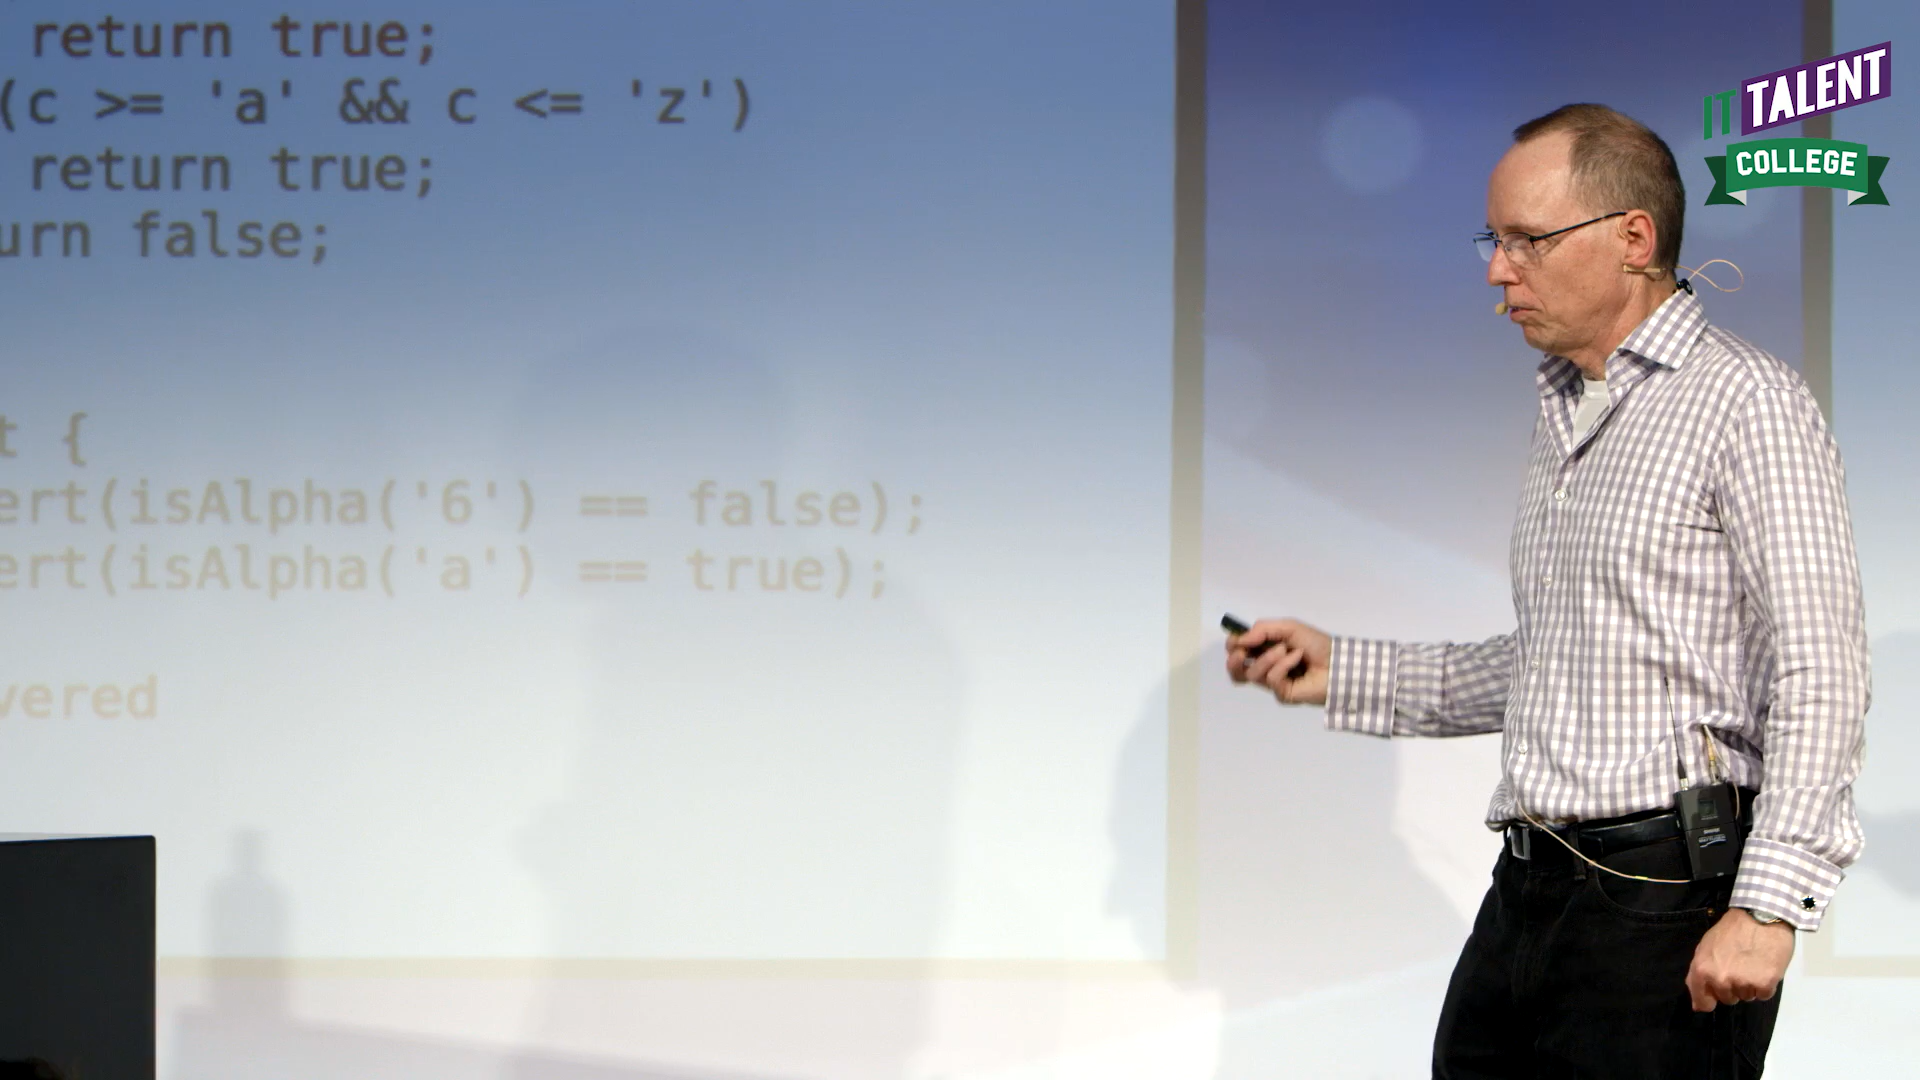 return true;
(c >= 'a' && c <= 'z')
return true;
urn false;
t {
ert(isAlpha('6') == false);
ert(isAlpha('a') == true);
vered
IT TALENT
COLLEGE